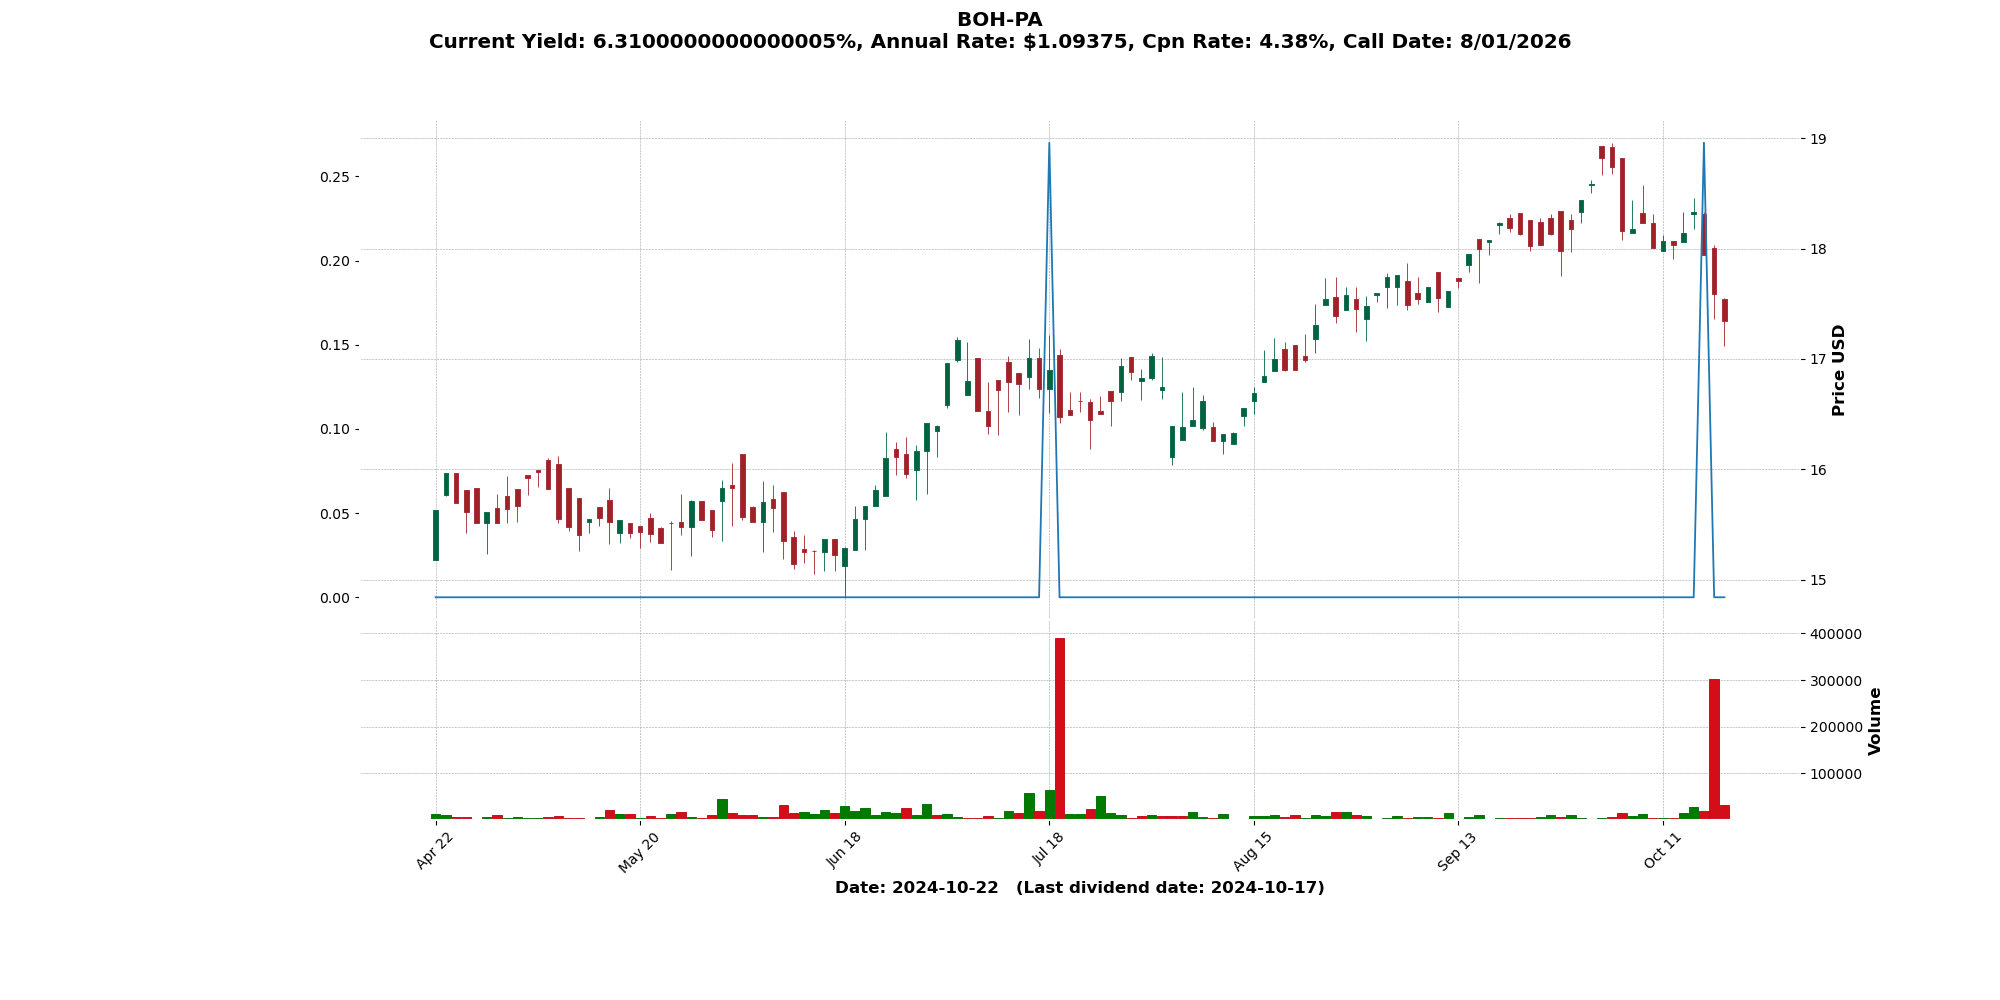 BOH-PA
Current Yield: 6.3100000000000005%, Annual Rate: $1.09375, Cpn Rate: 4.38%, Call Date: 8/01/2026
0.25
0.20
0.15
0.10
0.05
0.00
19
18
17
16
15
Price USD
400000
300000
200000
100000
Volume
Apr 22
May 20
Jun 18
Jul 18
Aug 15
Sep 13
Oct 11
Date: 2024-10-22   (Last dividend date: 2024-10-17)